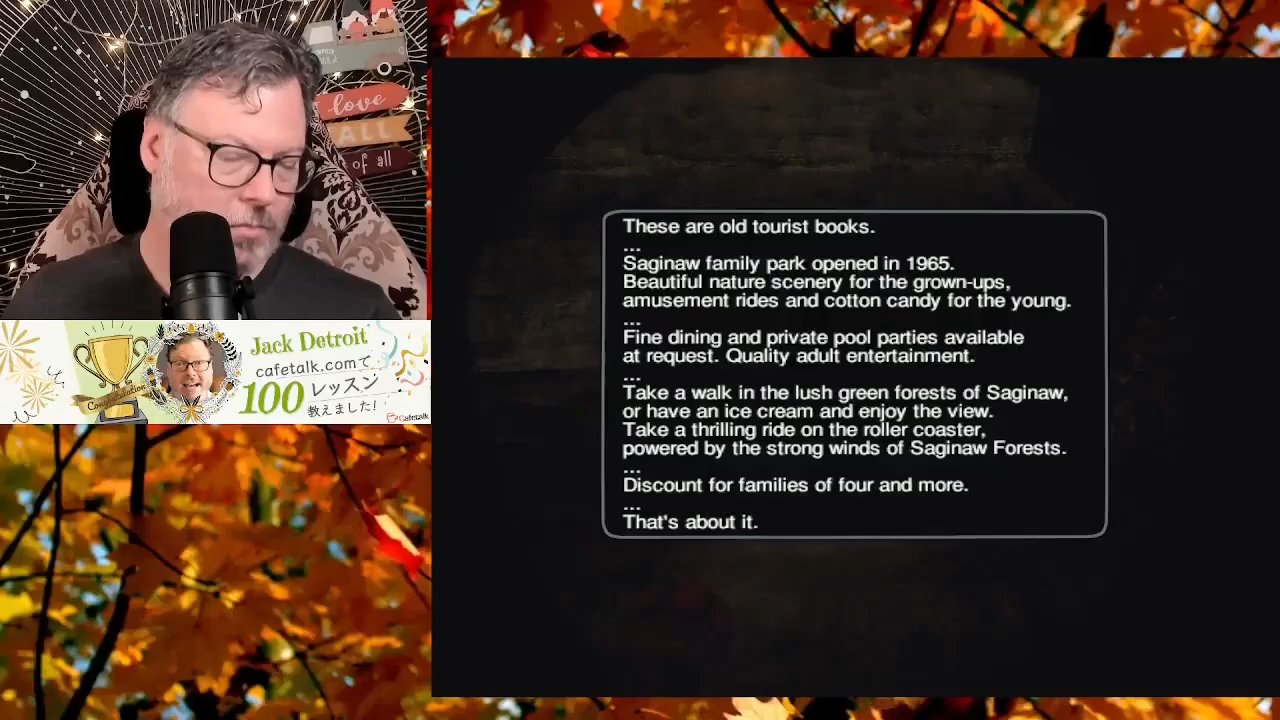 love
FALL
of all
Jack Detroit
cafetalk.comで
100 レッスン
教えました!
Congratulations
Cafetalk
These are old tourist books.
...
Saginaw family park opened in 1965.
Beautiful nature scenery for the grown-ups,
amusement rides and cotton candy for the young.
...
Fine dining and private pool parties available
at request. Quality adult entertainment.
...
Take a walk in the lush green forests of Saginaw,
or have an ice cream and enjoy the view.
Take a thrilling ride on the roller coaster,
powered by the strong winds of Saginaw Forests.
...
Discount for families of four and more.
...
That's about it.